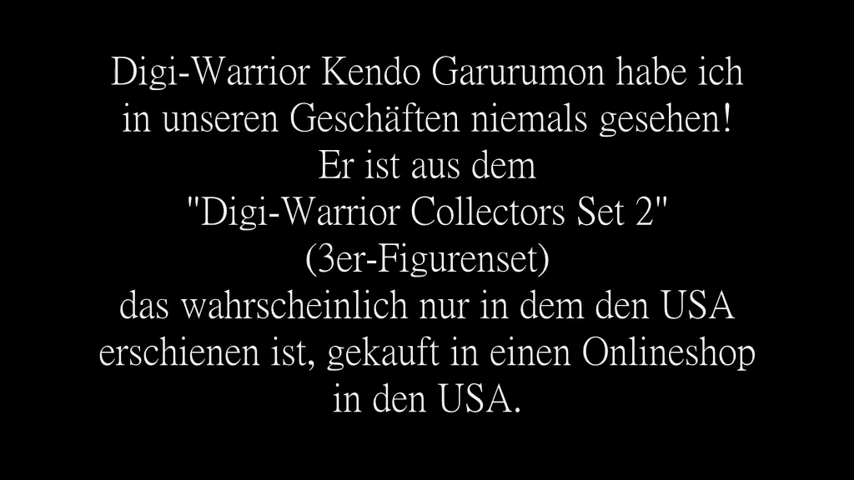 Digi-Warrior Kendo Garurumon habe ich
in unseren Geschäften niemals gesehen!
Er ist aus dem
"Digi-Warrior Collectors Set 2"
(3er-Figurenset)
das wahrscheinlich nur in dem den USA
erschienen ist, gekauft in einen Onlineshop
in den USA.